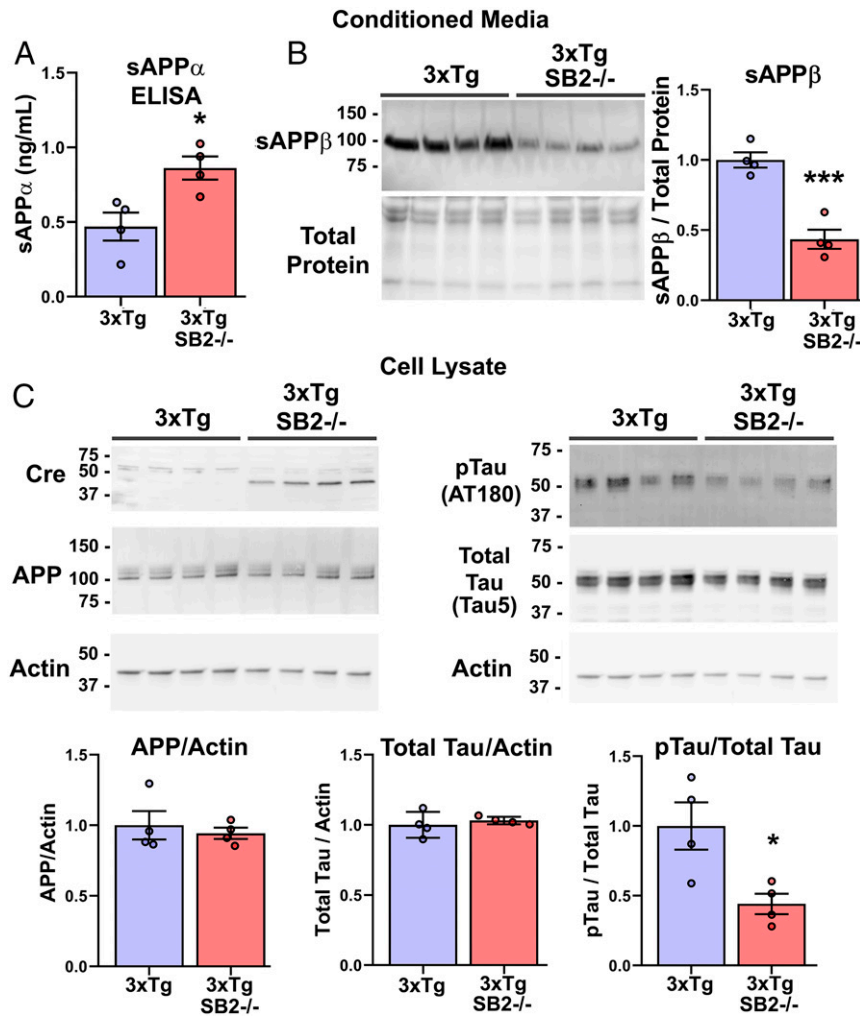 Conditioned Media
A
sAPPα
ELISA
sAPPα (ng/mL)
1.5
1.0
0.5
0.0
*
3xTg
3xTg
SB2-/-
B
3xTg
3xTg
SB2-/-
sAPPβ
150 -
100 -
75 -
Total
Protein
sAPPβ
sAPPβ / Total Protein
1.5
1.0
0.5
0.0
***
3xTg
3xTg
SB2-/-
Cell Lysate
C
3xTg
3xTg
SB2-/-
Cre
75 -
50 -
37 -
APP
150 -
100 -
75 -
Actin
50 -
37 -
3xTg
3xTg
SB2-/-
pTau
(AT180)
75 -
50 -
37 -
Total
Tau
(Tau5)
75 -
50 -
37 -
Actin
50 -
37 -
APP/Actin
APP/Actin
1.5
1.0
0.5
0.0
3xTg
3xTg
SB2-/-
Total Tau/Actin
Total Tau / Actin
1.5
1.0
0.5
0.0
3xTg
3xTg
SB2-/-
pTau/Total Tau
pTau / Total Tau
1.5
1.0
0.5
0.0
*
3xTg
3xTg
SB2-/-